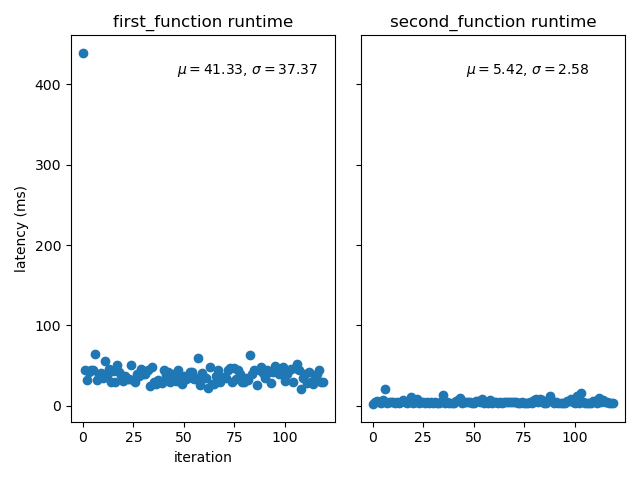 first_function runtime
second_function runtime
μ = 41.33, σ = 37.37
μ = 5.42, σ = 2.58
latency (ms)
400
300
200
100
0
0 25 50 75 100
0 25 50 75 100
iteration